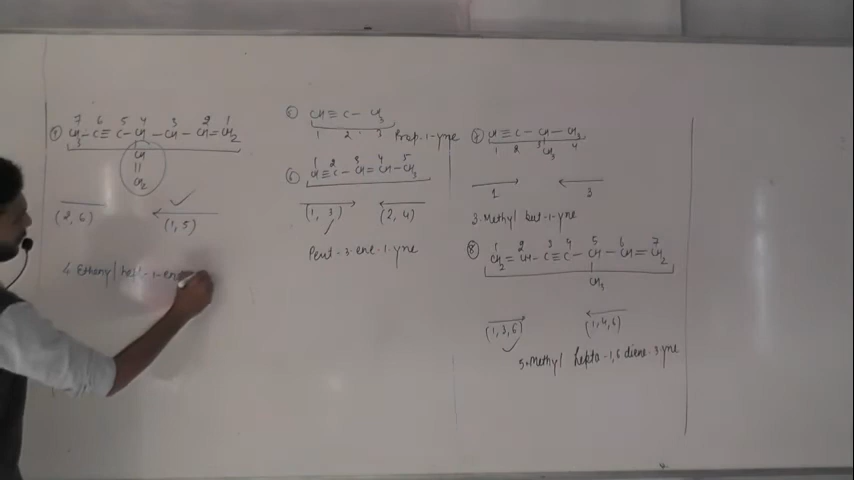 7 6 5 4 3 2 1
CH3 - C ≡ C - CH - CH - CH = CH2
CH
||
CH2
(2, 6)
(1, 5)
4 Ethenyl hept-1-en
CH ≡ C - CH3
1 2 3
Prop-1-yne
6
1 2 3 4 5
CH ≡ C - CH = CH - CH3
(1, 3)
(2, 4)
Pent-3-ene-1-yne
7
CH ≡ C - CH - CH3
1 2 3 4
CH3
1
3
3-Methyl but-1-yne
8
1 2 3 4 5 6 7
CH2 = CH - C ≡ C - CH - CH = CH2
CH3
(1, 3, 6)
(1, 4, 6)
5-Methyl hepta-1,6 diene-3-yne